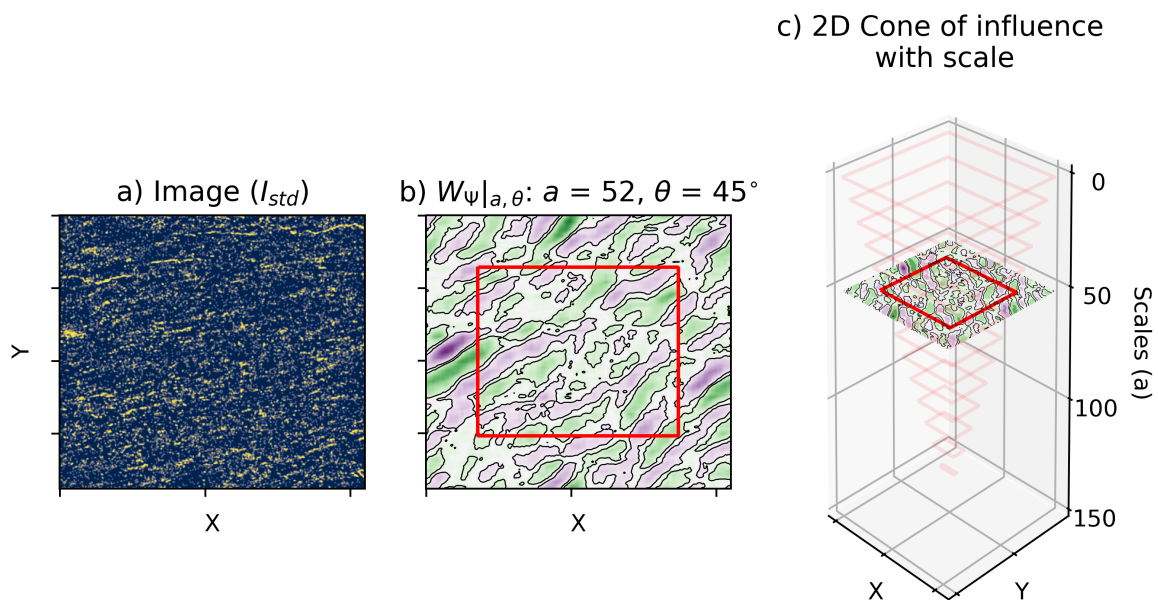 c) 2D Cone of influence
with scale
a) Image (I_std)
b) W_Ψ|_a, θ: a = 52, θ = 45°
Y
X
X
0
50
100
150
Scales (a)
X
Y